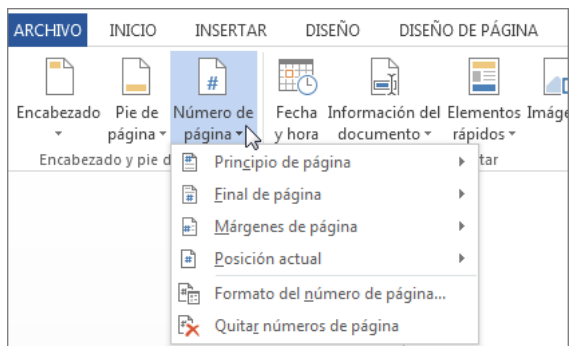 ARCHIVO INICIO INSERTAR DISEÑO DISEÑO DE PÁGINA
Encabezado Pie de Número de Fecha Información del Elementos
página página y hora documento rápidos
Encabezado y pie d
Principio de página
Final de página
Márgenes de página
Posición actual
Formato del número de página...
Quitar números de página